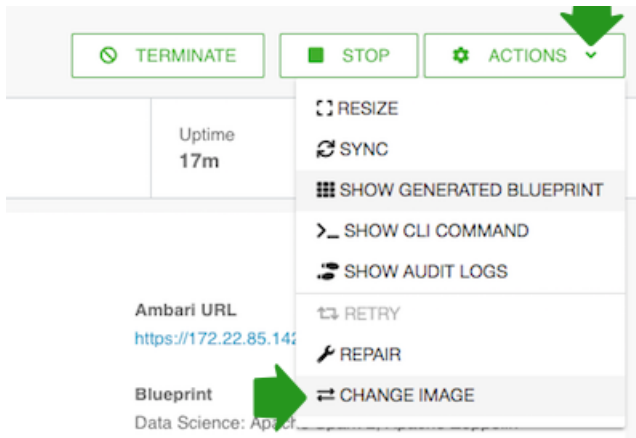 TERMINATE
STOP
ACTIONS
RESIZE
Uptime
17m
SYNC
SHOW GENERATED BLUEPRINT
SHOW CLI COMMAND
SHOW AUDIT LOGS
Ambari URL
https://172.22.85.142
RETRY
REPAIR
Blueprint
CHANGE IMAGE
Data Science: